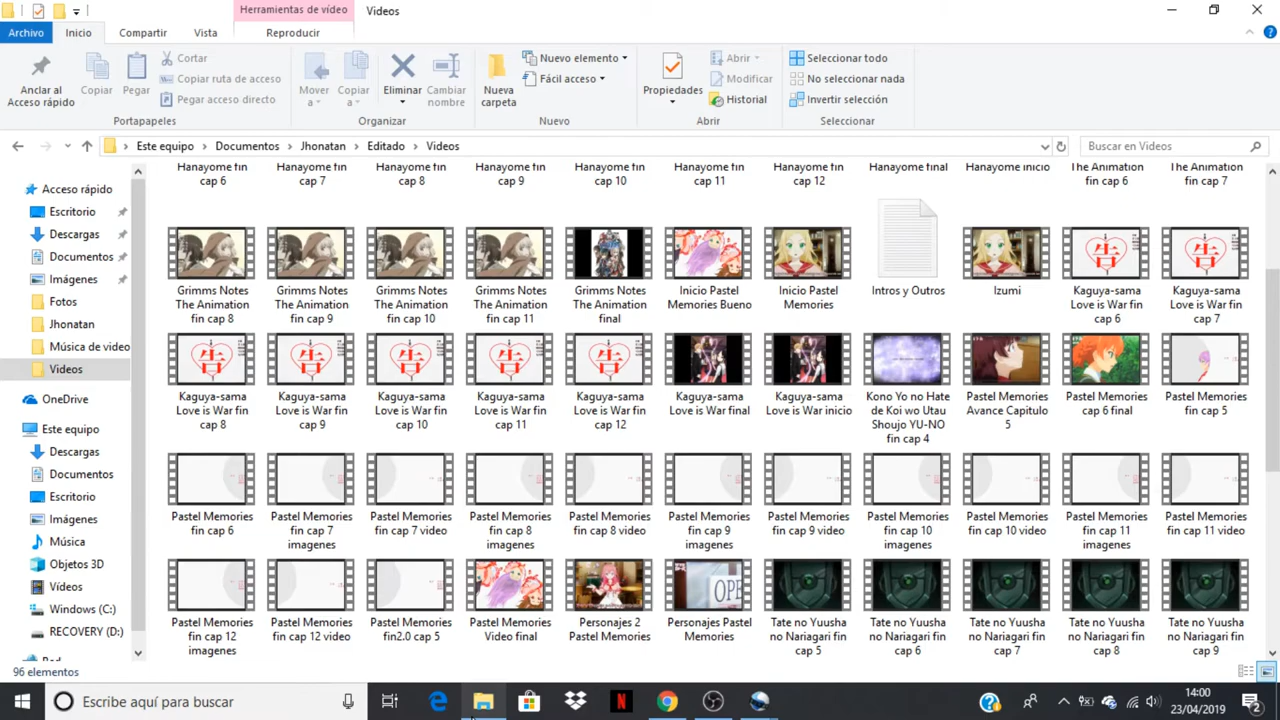 Herramientas de vídeo
Videos
Archivo
Inicio
Compartir
Vista
Reproducir
Anclar al
Acceso rápido
Copiar
Pegar
Cortar
Copiar ruta de acceso
Pegar acceso directo
Portapapeles
Mover
a
Copiar
a
Eliminar
Cambiar
nombre
Organizar
Nueva
carpeta
Nuevo elemento
Fácil acceso
Nuevo
Propiedades
Abrir
Modificar
Historial
Abrir
Seleccionar todo
No seleccionar nada
Invertir selección
Seleccionar
Este equipo > Documentos > Jhonatan > Editado > Videos
Buscar en Videos
Acceso rápido
Escritorio
Descargas
Documentos
Imágenes
Fotos
Jhonatan
Música de video
Videos
OneDrive
Este equipo
Descargas
Documentos
Escritorio
Imágenes
Música
Objetos 3D
Vídeos
Windows (C:)
RECOVERY (D:)
Red
Hanayome fin
cap 6
Hanayome fin
cap 7
Hanayome fin
cap 8
Hanayome fin
cap 9
Hanayome fin
cap 10
Hanayome fin
cap 11
Hanayome fin
cap 12
Hanayome final
Hanayome inicio
The Animation
fin cap 6
The Animation
fin cap 7
Grimms Notes
The Animation
fin cap 8
Grimms Notes
The Animation
fin cap 9
Grimms Notes
The Animation
fin cap 10
Grimms Notes
The Animation
fin cap 11
Grimms Notes
The Animation
final
Inicio Pastel
Memories Bueno
Inicio Pastel
Memories
Intros y Outros
Izumi
Kaguya-sama
Love is War fin
cap 6
Kaguya-sama
Love is War fin
cap 7
Kaguya-sama
Love is War fin
cap 8
Kaguya-sama
Love is War fin
cap 9
Kaguya-sama
Love is War fin
cap 10
Kaguya-sama
Love is War fin
cap 11
Kaguya-sama
Love is War fin
cap 12
Kaguya-sama
Love is War final
Kaguya-sama
Love is War inicio
Kono Yo no Hate
de Koi wo Utau
Shoujo YU-NO
fin cap 4
Pastel Memories
Avance Capitulo
5
Pastel Memories
cap 6 final
Pastel Memories
fin cap 5
Pastel Memories
fin cap 6
Pastel Memories
fin cap 7
imagenes
Pastel Memories
fin cap 7 video
Pastel Memories
fin cap 8
imagenes
Pastel Memories
fin cap 8 video
Pastel Memories
fin cap 9
imagenes
Pastel Memories
fin cap 9 video
Pastel Memories
fin cap 10
imagenes
Pastel Memories
fin cap 10 video
Pastel Memories
fin cap 11
imagenes
Pastel Memories
fin cap 11 video
OPE
Pastel Memories
fin cap 12
imagenes
Pastel Memories
fin cap 12 video
Pastel Memories
fin2.0 cap 5
Pastel Memories
Video final
Personajes 2
Pastel Memories
Personajes Pastel
Memories
Tate no Yuusha
no Nariagari fin
cap 5
Tate no Yuusha
no Nariagari fin
cap 6
Tate no Yuusha
no Nariagari fin
cap 7
Tate no Yuusha
no Nariagari fin
cap 8
Tate no Yuusha
no Nariagari fin
cap 9
96 elementos
Escribe aquí para buscar
14:00
23/04/2019
2